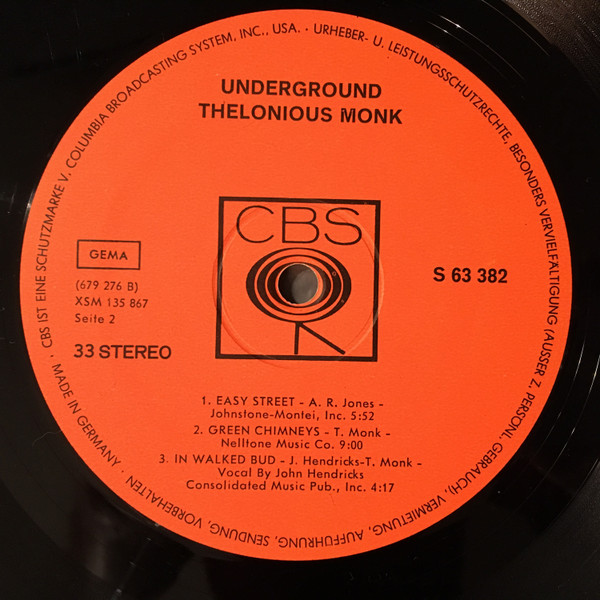 · CBS IST EINE SCHUTZMARKE V. COLUMBIA BROADCASTING SYSTEM, INC., USA. · URHEBER- U. LEISTUNGSSCHUTZRECHTE, BESONDERS VERVIELFÄLTIGUNG (AUSSER Z. PERSÖNL. GEBRAUCH), VERMIETUNG, AUFFÜHRUNG, SENDUNG, VORBEHALTEN · MADE IN GERMANY
UNDERGROUND
THELONIOUS MONK
CBS
GEMA
(679 276 B)
XSM 135 867
Seite 2
33 STEREO
S 63 382
1. EASY STREET - A. R. Jones -
Johnstone-Montei, Inc. 5:52
2. GREEN CHIMNEYS - T. Monk -
Nelltone Music Co. 9:00
3. IN WALKED BUD - J. Hendricks-T. Monk -
Vocal By John Hendricks
Consolidated Music Pub., Inc. 4:17